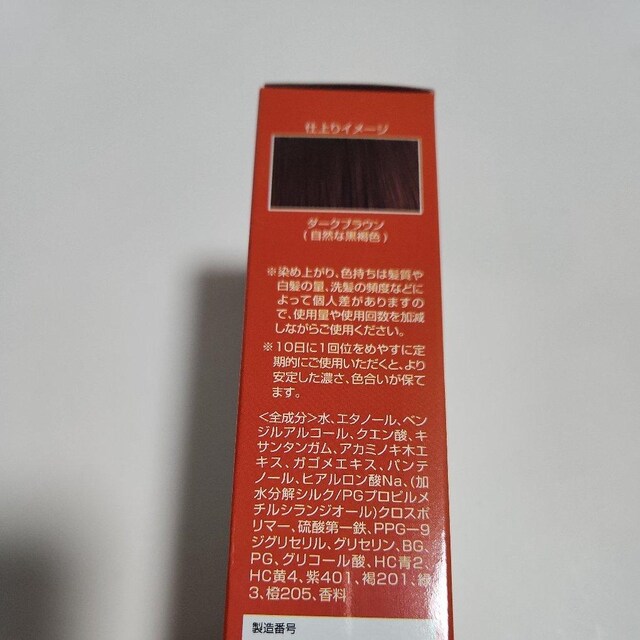 仕上りイメージ
ダークブラウン
(自然な黒褐色)
※染め上がり、色持ちは髪質や
白髪の量、洗髪の頻度などに
よって個人差がありますの
で、使用量や使用回数を加減
しながらご使用ください。
※10日に1回位をめやすに定
期的にご使用いただくと、より
安定した濃さ、色合いが保て
ます。
<全成分>水、エタノール、ベン
ジルアルコール、クエン酸、キ
サンタンガム、アカミノキ木エ
キス、ガゴメエキス、パンテ
ノール、ヒアルロン酸Na、(加
水分解シルク/PGプロピルメ
チルシランジオール)クロスポ
リマー、硫酸第一鉄、PPG-9
ジグリセリル、グリセリン、BG、
PG、グリコール酸、HC青2、
HC黄4、紫401、褐201、緑
3、橙205、香料
製造番号